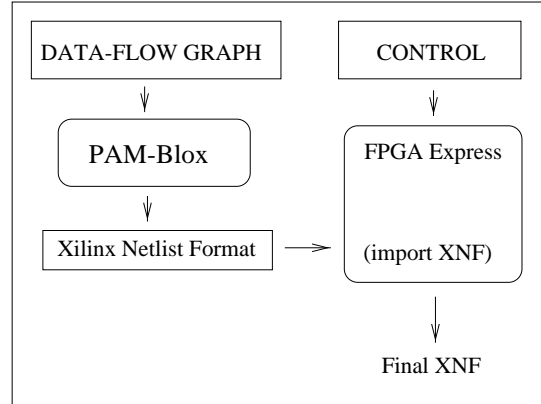 DATA-FLOW GRAPH
CONTROL
PAM-Blox
FPGA Express
Xilinx Netlist Format
(import XNF)
Final XNF